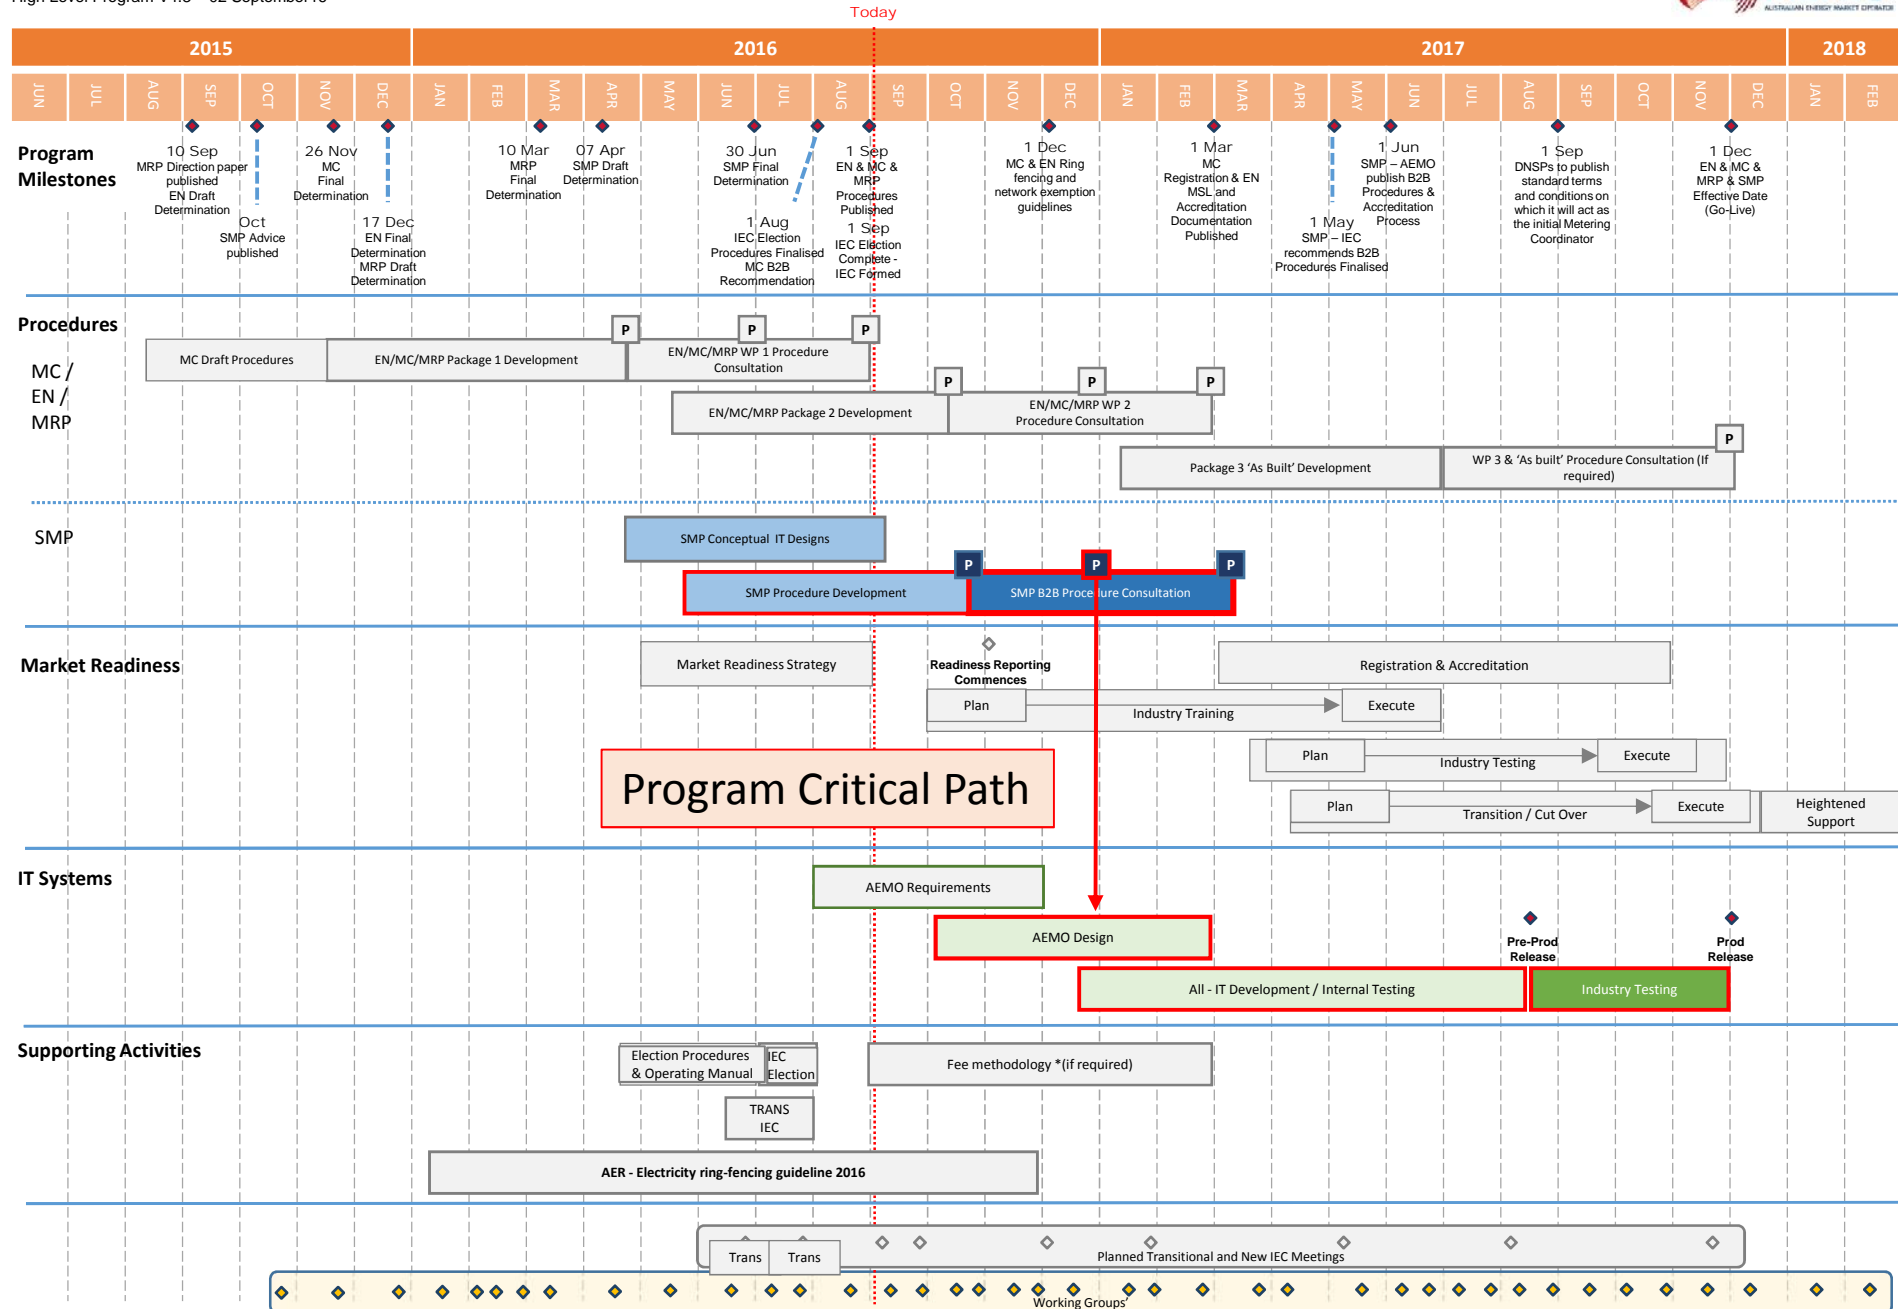 Today
AUSTRALIAN ENERGY MARKET OPERATOR
2015
2016
2017
2018
JUN
JUL
AUG
SEP
OCT
NOV
DEC
JAN
FEB
MAR
APR
MAY
JUN
JUL
AUG
SEP
OCT
NOV
DEC
JAN
FEB
MAR
APR
MAY
JUN
JUL
AUG
SEP
OCT
NOV
DEC
JAN
FEB
Program
Milestones
10 Sep
MRP Direction paper
published
EN Draft
Determination
Oct
SMP Advice
published
26 Nov
MC
Final
Determination
17 Dec
EN Final
Determination
MRP Draft
Determination
10 Mar
MRP
Final
Determination
07 Apr
SMP Draft
Determination
30 Jun
SMP Final
Determination
1 Aug
IEC Election
Procedures Finalised
MC B2B
Recommendation
1 Sep
EN & MC &
MRP
Procedures
Published
1 Sep
IEC Election
Complete -
IEC Formed
1 Dec
MC & EN Ring
fencing and
network exemption
guidelines
1 Mar
MC
Registration & EN
MSL and
Accreditation
Documentation
Published
1 May
SMP – IEC
recommends B2B
Procedures Finalised
1 Jun
SMP – AEMO
publish B2B
Procedures &
Accreditation
Process
1 Sep
DNSPs to publish
standard terms
and conditions on
which it will act as
the initial Metering
Coordinator
1 Dec
EN & MC &
MRP & SMP
Effective Date
(Go-Live)
Procedures
MC /
EN /
MRP
P
P
P
MC Draft Procedures
EN/MC/MRP Package 1 Development
EN/MC/MRP WP 1 Procedure
Consultation
P
P
P
EN/MC/MRP Package 2 Development
EN/MC/MRP WP 2
Procedure Consultation
P
Package 3 ‘As Built’ Development
WP 3 & ‘As built’ Procedure Consultation (If
required)
SMP
SMP Conceptual IT Designs
P
P
P
SMP Procedure Development
SMP B2B Procedure Consultation
Market Readiness
Market Readiness Strategy
Readiness Reporting
Commences
Registration & Accreditation
Plan
Industry Training
Execute
Plan
Industry Testing
Execute
Program Critical Path
Plan
Transition / Cut Over
Execute
Heightened
Support
IT Systems
AEMO Requirements
AEMO Design
Pre-Prod
Release
Prod
Release
All - IT Development / Internal Testing
Industry Testing
Supporting Activities
Election Procedures
& Operating Manual
IEC
Election
Fee methodology *(if required)
TRANS
IEC
AER - Electricity ring-fencing guideline 2016
Trans
Trans
Planned Transitional and New IEC Meetings
Working Groups’